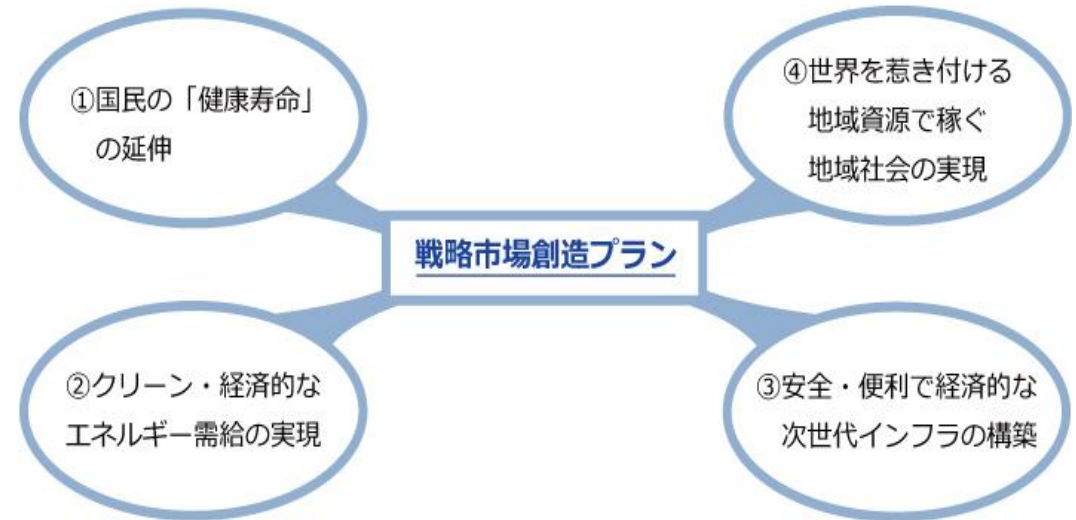 ①国民の「健康寿命」
の延伸
④世界を惹き付ける
地域資源で稼ぐ
地域社会の実現
戦略市場創造プラン
②クリーン・経済的な
エネルギー需給の実現
③安全・便利で経済的な
次世代インフラの構築